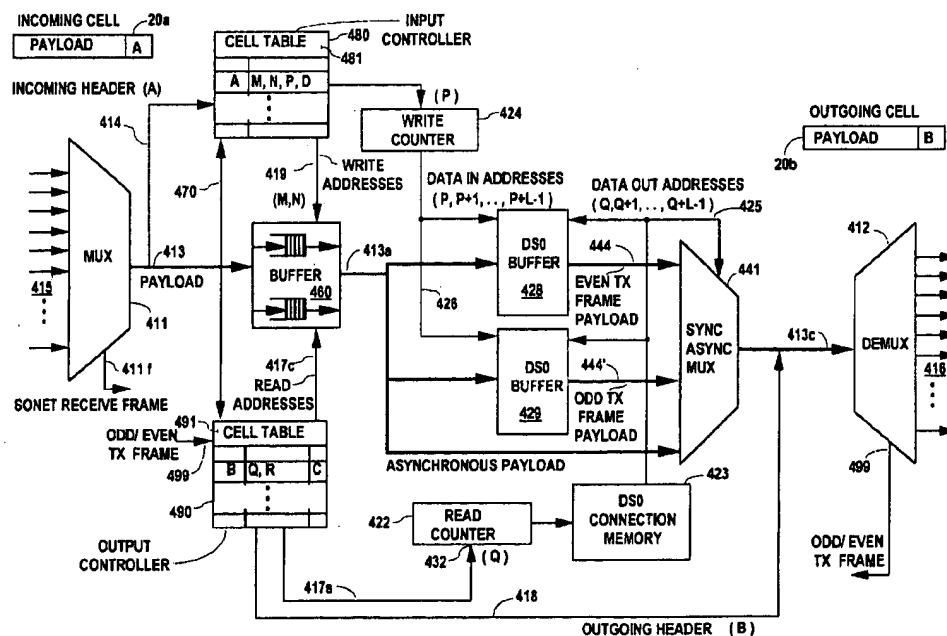 INCOMING CELL
20a
PAYLOAD A
INCOMING HEADER (A)
414
INPUT
CONTROLLER
CELL TABLE
480
481
A M, N, P, D
(P)
WRITE
COUNTER
424
OUTGOING CELL
PAYLOAD B
20b
470
419
WRITE
ADDRESSES
(M,N)
DATA IN ADDRESSES
(P, P+1, . . , P+L-1)
DATA OUT ADDRESSES
(Q,Q+1, . . , Q+L-1)
425
MUX
415
413
PAYLOAD
411
411 f
SONET RECEIVE FRAME
BUFFER
460
413a
426
DS0
BUFFER
428
444
EVEN TX
FRAME
PAYLOAD
441
SYNC
ASYNC
MUX
412
413c
DEMUX
416
417c
READ
ADDRESSES
DS0
BUFFER
429
444'
ODD TX
FRAME
PAYLOAD
ASYNCHRONOUS PAYLOAD
491
ODD/ EVEN
TX FRAME
499
CELL TABLE
B Q, R C
490
OUTPUT
CONTROLLER
422
READ
COUNTER
432
(Q)
423
DS0
CONNECTION
MEMORY
499
ODD/ EVEN
TX FRAME
417a
418
OUTGOING HEADER (B)